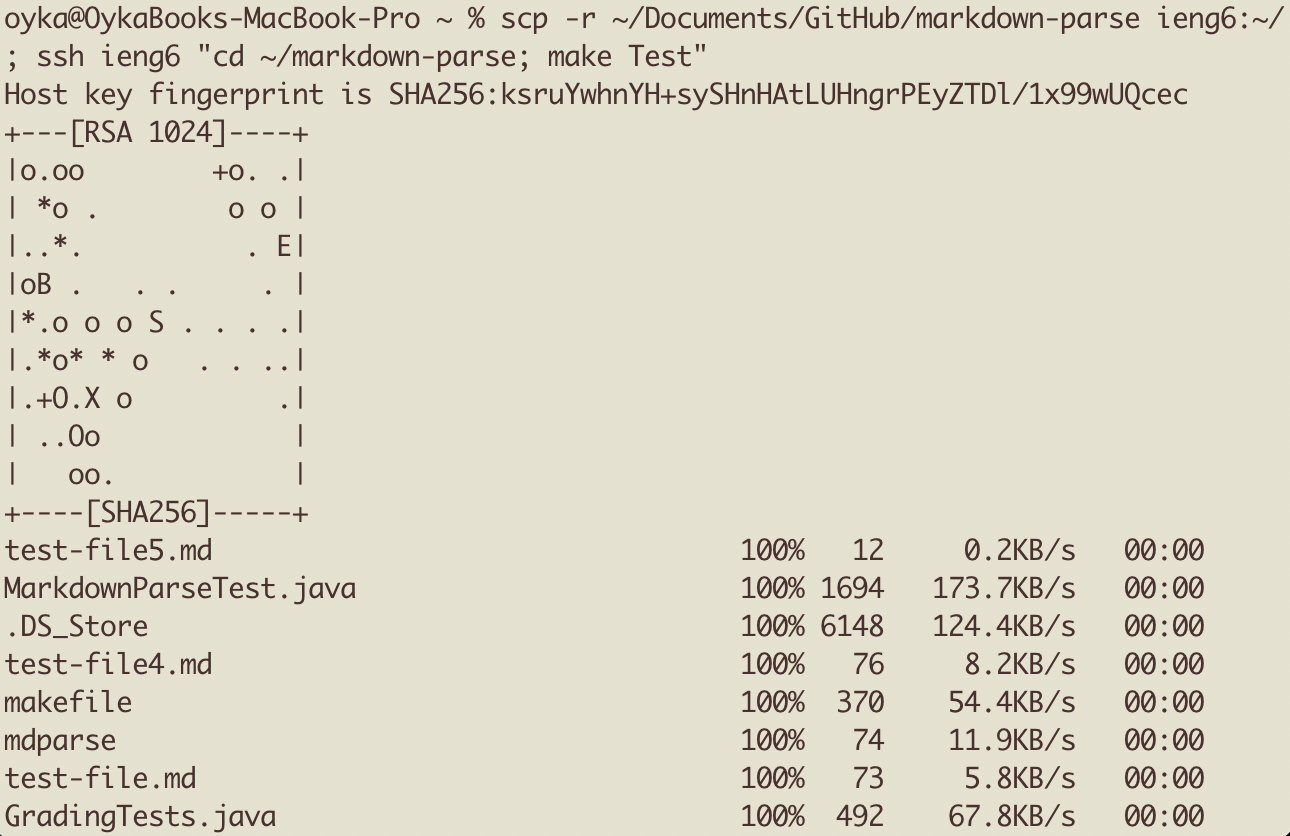 oyka@OykaBooks-MacBook-Pro ~ % scp -r ~/Documents/GitHub/markdown-parse ieng6:~/
; ssh ieng6 "cd ~/markdown-parse; make Test"
Host key fingerprint is SHA256:ksruYwhnYH+sySHnHAtLUHngrPEyZTDl/1x99wUQcec
+---[RSA 1024]----+
|o.oo        +o. .|
| *o .        o o |
|..*.          . E|
|oB .   . .     . |
|*.o o o S . . . .|
|.*o* * o   . . ..|
|.+O.X o         .|
| ..Oo            |
|   oo.           |
+----[SHA256]-----+
test-file5.md                                 100%   12     0.2KB/s   00:00
MarkdownParseTest.java                        100% 1694   173.7KB/s   00:00
.DS_Store                                     100% 6148   124.4KB/s   00:00
test-file4.md                                 100%   76     8.2KB/s   00:00
makefile                                      100%  370    54.4KB/s   00:00
mdparse                                       100%   74    11.9KB/s   00:00
test-file.md                                  100%   73     5.8KB/s   00:00
GradingTests.java                             100%  492    67.8KB/s   00:00